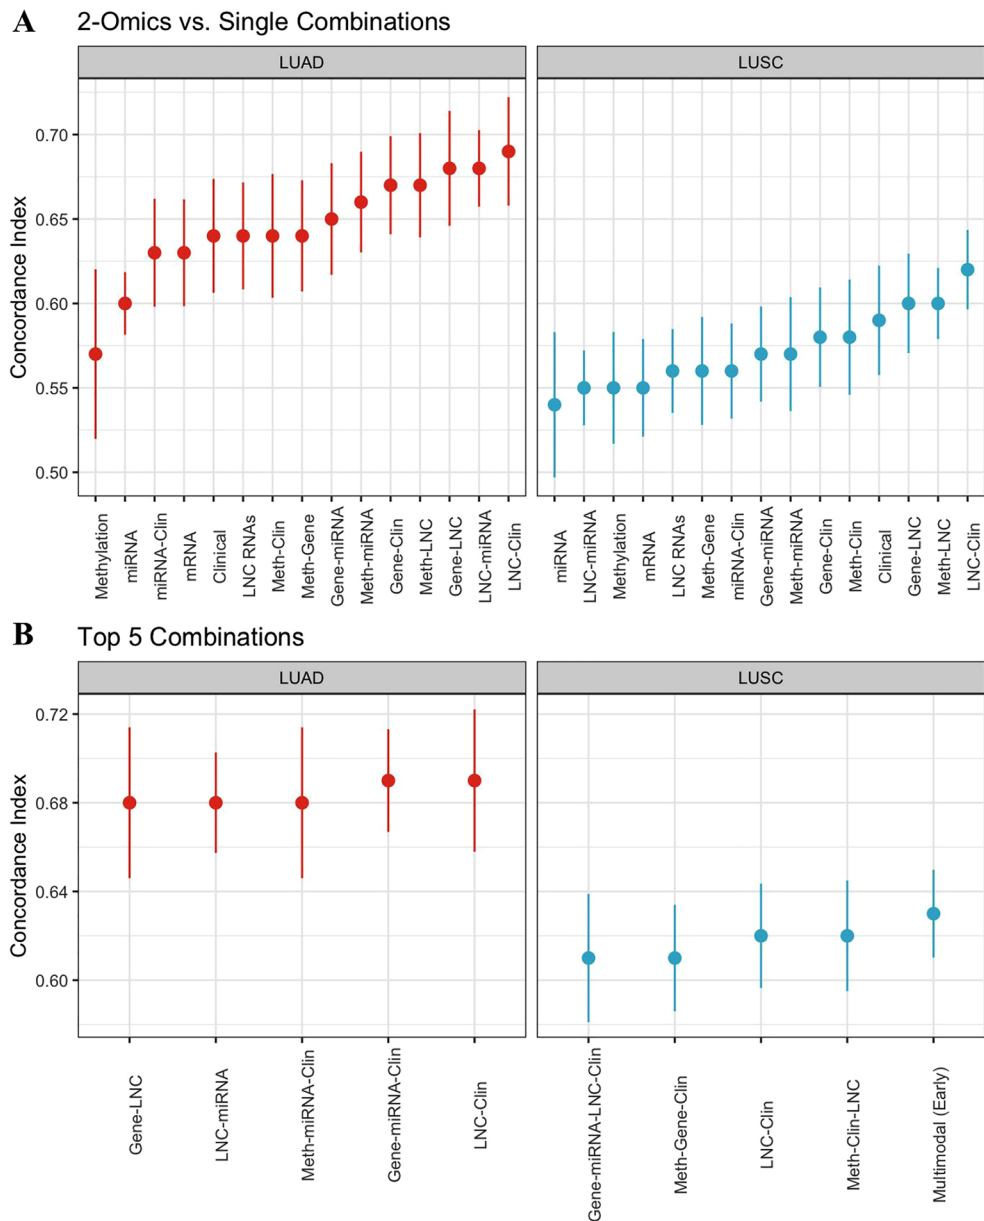 A
2-Omics vs. Single Combinations
LUAD
LUSC
Concordance Index
0.70
0.65
0.60
0.55
0.50
Methylation
miRNA
miRNA-Clin
mRNA
Clinical
LNC RNAs
Meth-Clin
Meth-Gene
Gene-miRNA
Meth-miRNA
Gene-Clin
Meth-LNC
Gene-LNC
LNC-miRNA
LNC-Clin
miRNA
LNC-miRNA
Methylation
mRNA
LNC RNAs
Meth-Gene
miRNA-Clin
Gene-miRNA
Meth-miRNA
Gene-Clin
Meth-Clin
Clinical
Gene-LNC
Meth-LNC
LNC-Clin
B
Top 5 Combinations
LUAD
LUSC
Concordance Index
0.72
0.68
0.64
0.60
Gene-LNC
LNC-miRNA
Meth-miRNA-Clin
Gene-miRNA-Clin
LNC-Clin
Gene-miRNA-LNC-Clin
Meth-Gene-Clin
LNC-Clin
Meth-Clin-LNC
Multimodal (Early)